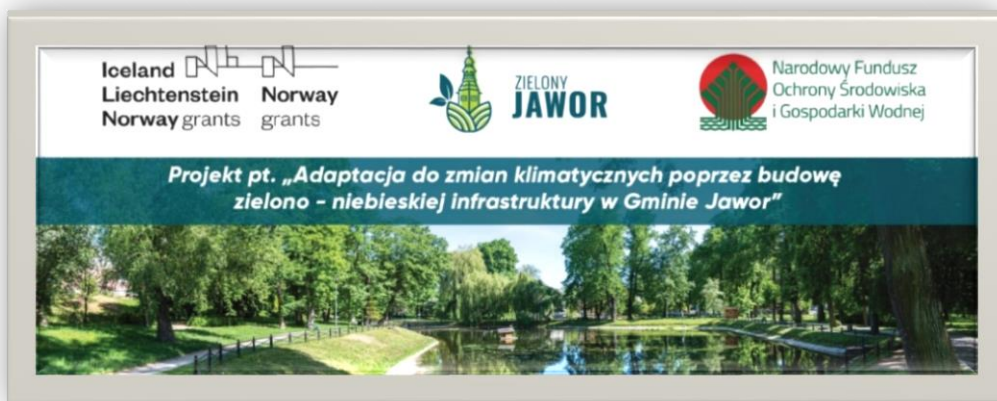 Iceland
Liechtenstein
Norway grants
Norway
grants
ZIELONY
JAWOR
Narodowy Fundusz
Ochrony Środowiska
i Gospodarki Wodnej
Projekt pt. „Adaptacja do zmian klimatycznych poprzez budowę
zielono - niebieskiej infrastruktury w Gminie Jawor”